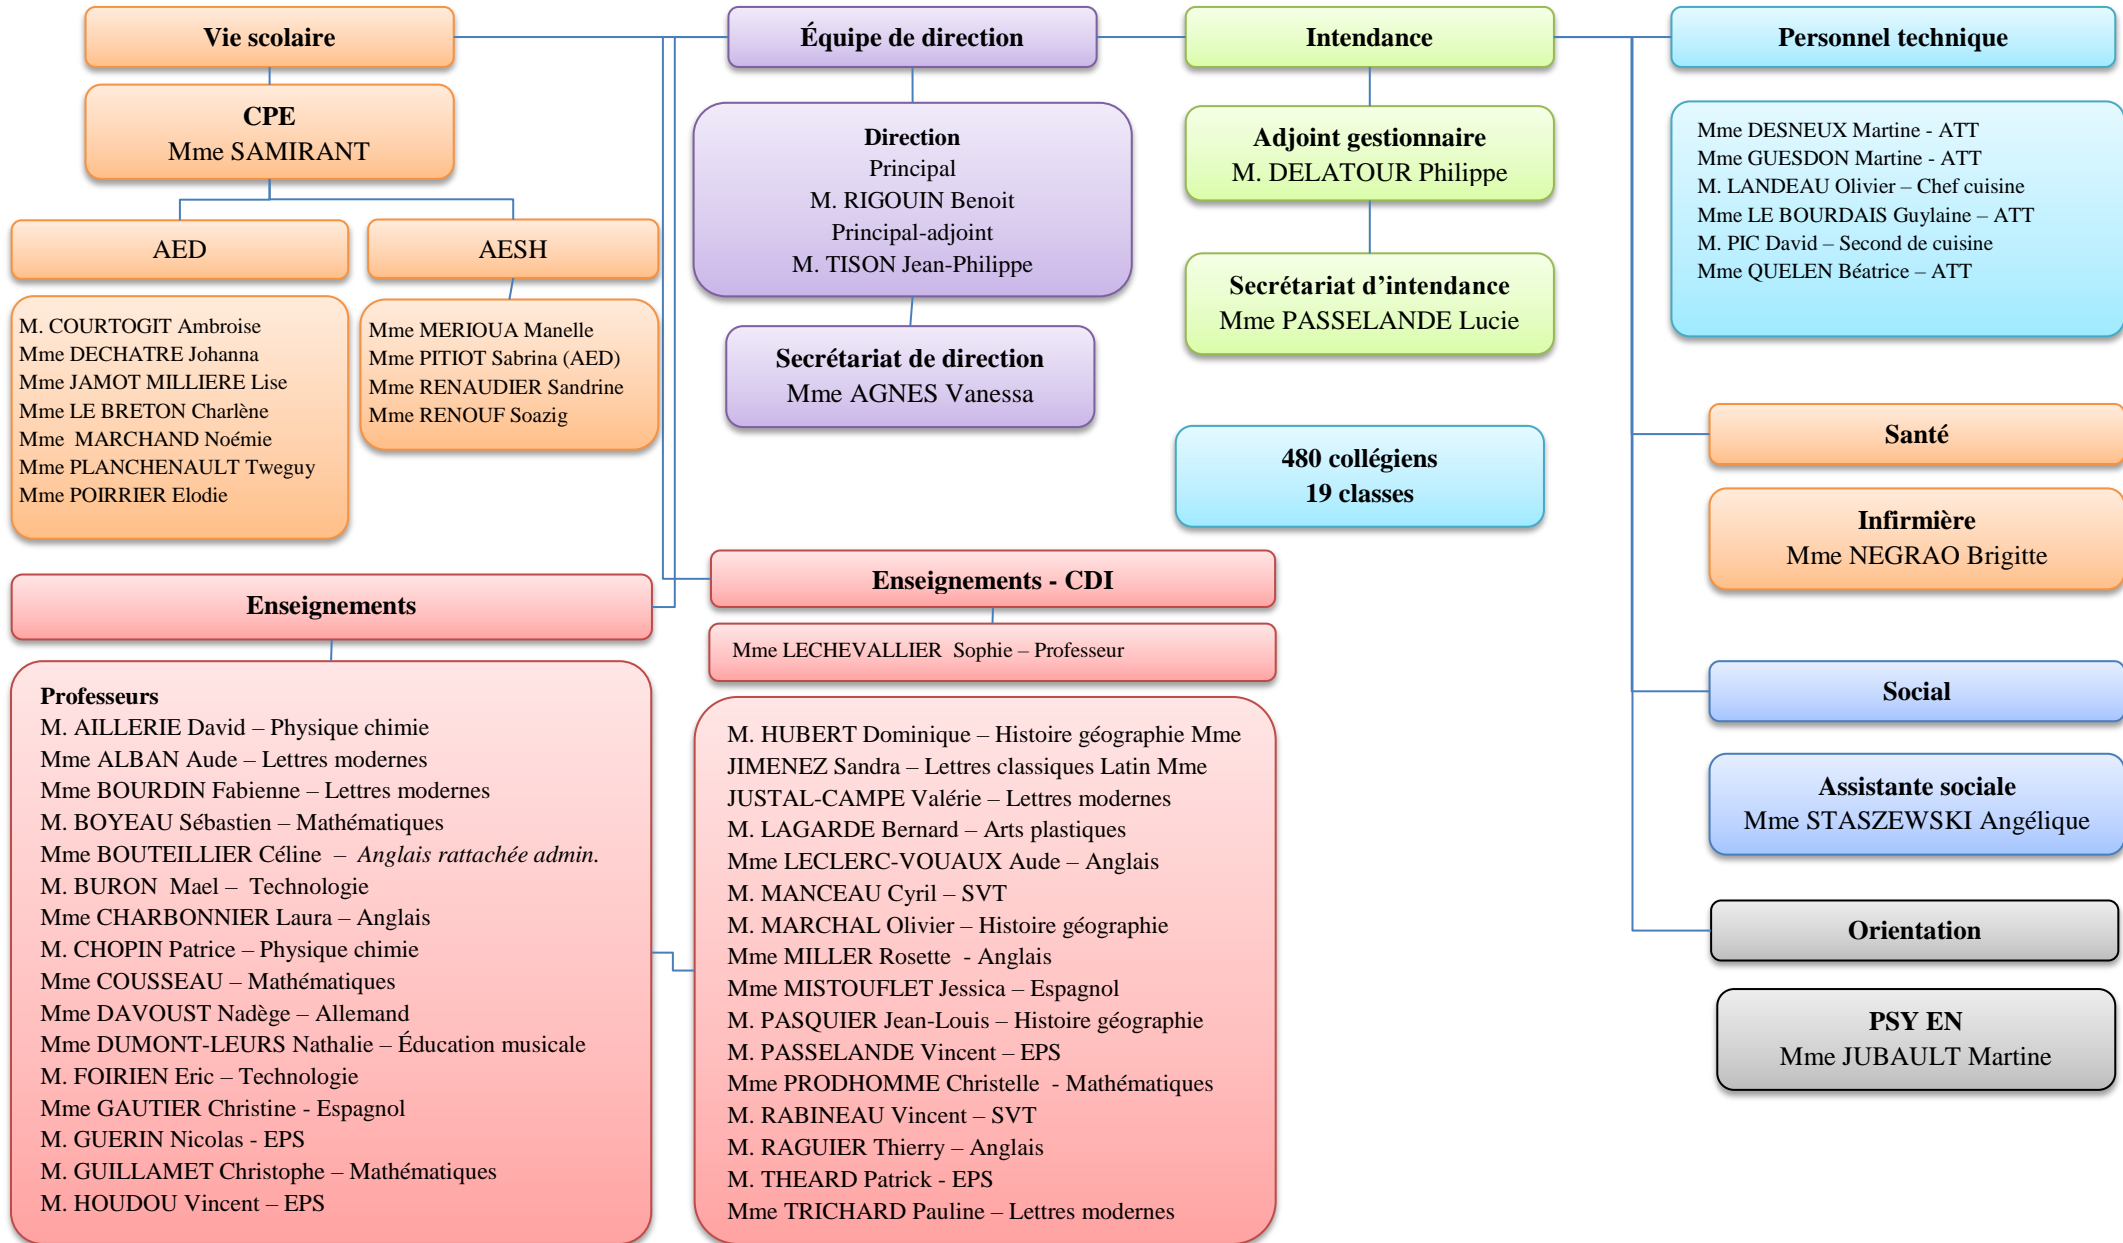 Vie scolaire
CPE
Mme SAMIRANT
AED
M. COURTOGIT Ambroise
Mme DECHATRE Johanna
Mme JAMOT MILLIERE Lise
Mme LE BRETON Charlène
Mme  MARCHAND Noémie
Mme PLANCHENAULT Tweguy
Mme POIRRIER Elodie
AESH
Mme MERIOUA Manelle
Mme PITIOT Sabrina (AED)
Mme RENAUDIER Sandrine
Mme RENOUF Soazig
Équipe de direction
Direction
Principal
M. RIGOUIN Benoit
Principal-adjoint
M. TISON Jean-Philippe
Secrétariat de direction
Mme AGNES Vanessa
Intendance
Adjoint gestionnaire
M. DELATOUR Philippe
Secrétariat d’intendance
Mme PASSELANDE Lucie
480 collégiens
19 classes
Personnel technique
Mme DESNEUX Martine - ATT
Mme GUESDON Martine - ATT
M. LANDEAU Olivier – Chef cuisine
Mme LE BOURDAIS Guylaine – ATT
M. PIC David – Second de cuisine
Mme QUELEN Béatrice – ATT
Santé
Infirmière
Mme NEGRAO Brigitte
Social
Assistante sociale
Mme STASZEWSKI Angélique
Orientation
PSY EN
Mme JUBAULT Martine
Enseignements
Professeurs
M. AILLERIE David – Physique chimie
Mme ALBAN Aude – Lettres modernes
Mme BOURDIN Fabienne – Lettres modernes
M. BOYEAU Sébastien – Mathématiques
Mme BOUTEILLIER Céline  –  Anglais rattachée admin.
M. BURON  Mael –  Technologie
Mme CHARBONNIER Laura – Anglais
M. CHOPIN Patrice – Physique chimie
Mme COUSSEAU – Mathématiques
Mme DAVOUST Nadège – Allemand
Mme DUMONT-LEURS Nathalie – Éducation musicale
M. FOIRIEN Eric – Technologie
Mme GAUTIER Christine - Espagnol
M. GUERIN Nicolas - EPS
M. GUILLAMET Christophe – Mathématiques
M. HOUDOU Vincent – EPS
Enseignements - CDI
Mme LECHEVALLIER  Sophie – Professeur
M. HUBERT Dominique – Histoire géographie Mme
JIMENEZ Sandra – Lettres classiques Latin Mme
JUSTAL-CAMPE Valérie – Lettres modernes
M. LAGARDE Bernard – Arts plastiques
Mme LECLERC-VOUAUX Aude – Anglais
M. MANCEAU Cyril – SVT
M. MARCHAL Olivier – Histoire géographie
Mme MILLER Rosette  - Anglais
Mme MISTOUFLET Jessica – Espagnol
M. PASQUIER Jean-Louis – Histoire géographie
M. PASSELANDE Vincent – EPS
Mme PRODHOMME Christelle  - Mathématiques
M. RABINEAU Vincent – SVT
M. RAGUIER Thierry – Anglais
M. THEARD Patrick - EPS
Mme TRICHARD Pauline – Lettres modernes